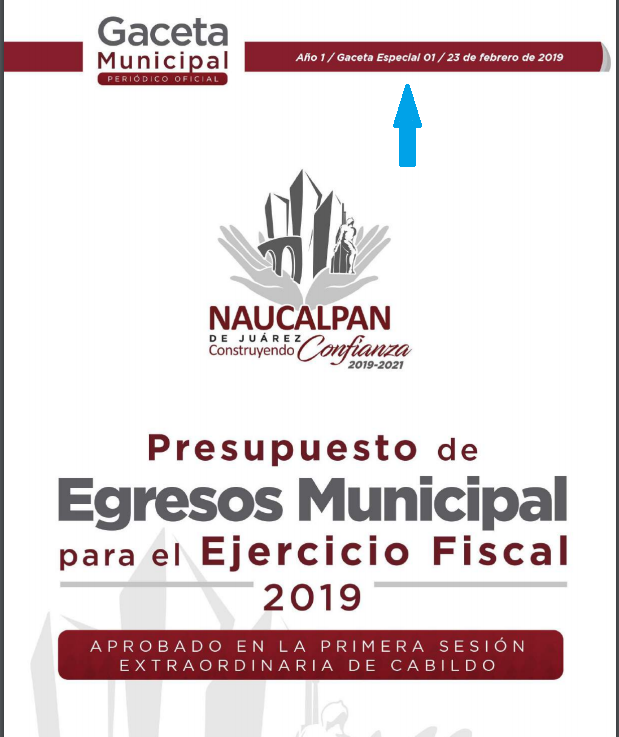 Gaceta
Municipal
PERIÓDICO OFICIAL
Año 1 / Gaceta Especial 01 / 23 de febrero de 2019
NAUCALPAN
DE JUÁREZ
Construyendo Confianza
2019-2021
Presupuesto de
Egresos Municipal
para el Ejercicio Fiscal
2019
APROBADO EN LA PRIMERA SESIÓN
EXTRAORDINARIA DE CABILDO